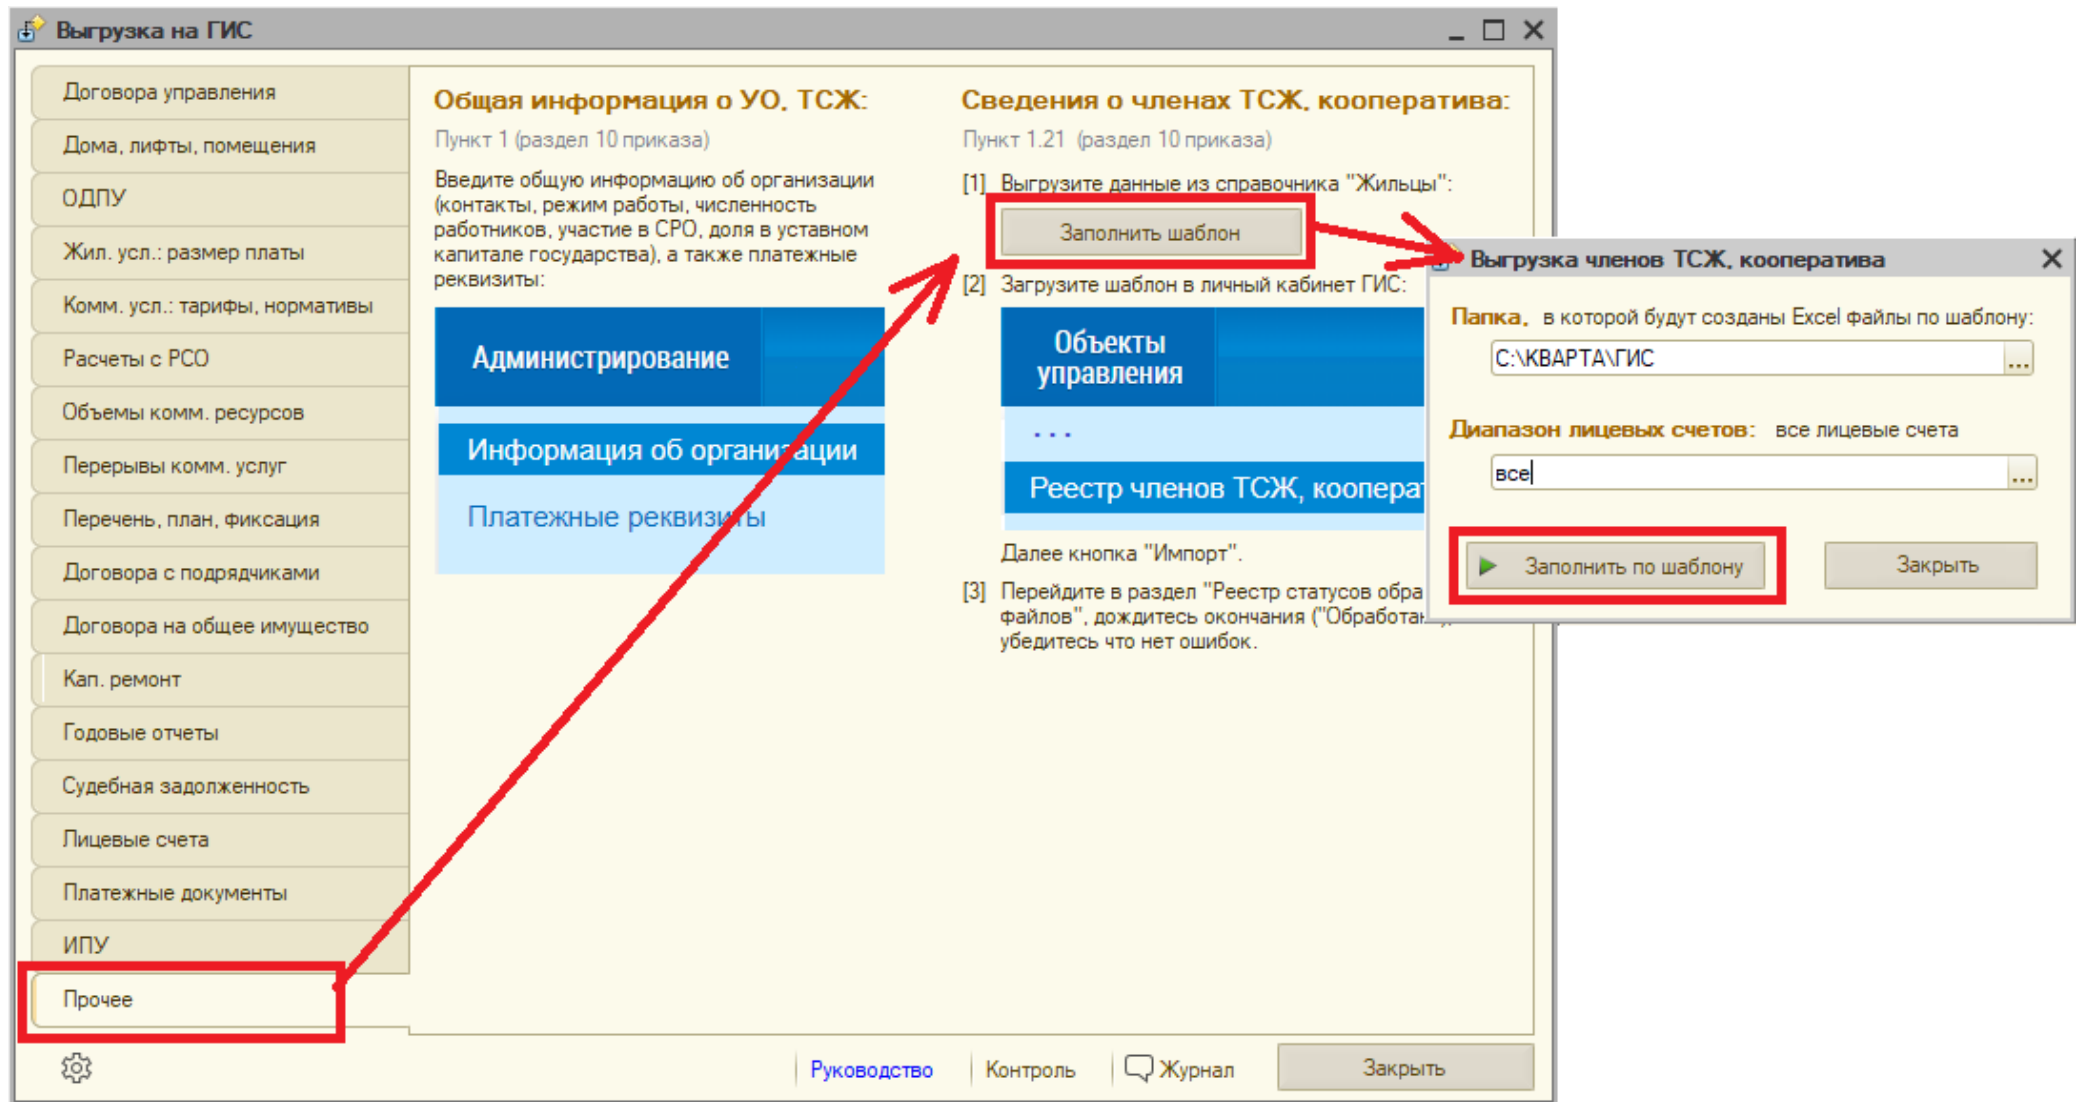 Выгрузка на ГИС
Договора управления
Дома, лифты, помещения
ОДПУ
Жил. усл.: размер платы
Комм. усл.: тарифы, нормативы
Расчеты с РСО
Объемы комм. ресурсов
Перерывы комм. услуг
Перечень, план, фиксация
Договора с подрядчиками
Договора на общее имущество
Кап. ремонт
Годовые отчеты
Судебная задолженность
Лицевые счета
Платежные документы
ИПУ
Прочее
Общая информация о УО, ТСЖ:
Пункт 1 (раздел 10 приказа)
Введите общую информацию об организации
(контакты, режим работы, численность
работников, участие в СРО, доля в уставном
капитале государства), а также платежные
реквизиты:
Администрирование
Информация об организации
Платежные реквизиты
Сведения о членах ТСЖ, кооператива:
Пункт 1.21 (раздел 10 приказа)
[1] Выгрузите данные из справочника "Жильцы":
Заполнить шаблон
[2] Загрузите шаблон в личный кабинет ГИС:
Объекты
управления
...
Реестр членов ТСЖ,
Далее кнопка "Импорт".
[3] Перейдите в раздел "Реестр статусов
файлов", дождитесь окончания
убедитесь что нет ошибок.
Выгрузка членов ТСЖ, кооператива
Папка, в которой будут созданы Excel файлы по шаблону:
C:\КВАРТА\ГИС
...
Диапазон лицевых счетов: все лицевые счета
все
...
Заполнить по шаблону
Закрыть
Руководство
Контроль
Журнал
Закрыть